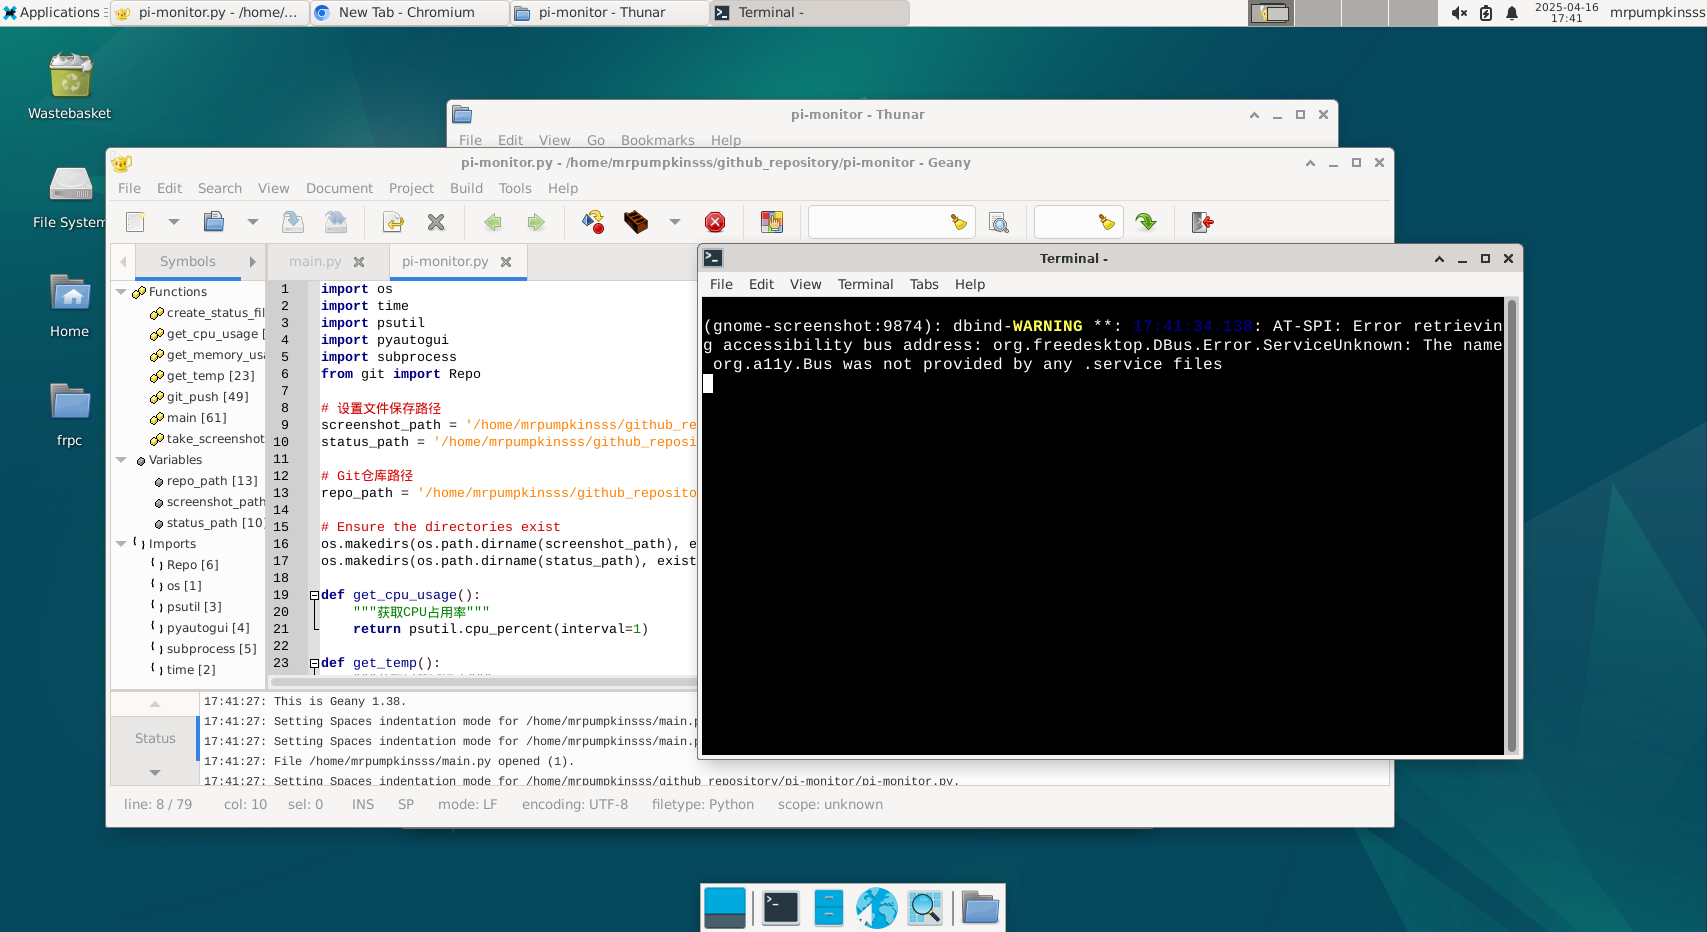 Applications
pi-monitor.py - /home/...
New Tab - Chromium
pi-monitor - Thunar
Terminal -
2025-04-16
17:41
mrpumpkinsss
Wastebasket
File System
Home
frpc
pi-monitor - Thunar
File Edit View Go Bookmarks Help
pi-monitor.py - /home/mrpumpkinsss/github_repository/pi-monitor - Geany
File Edit Search View Document Project Build Tools Help
Symbols
main.py
pi-monitor.py
Functions
create_status_fil
get_cpu_usage [
get_memory_usa
get_temp [23]
git_push [49]
main [61]
take_screenshot
Variables
repo_path [13]
screenshot_path
status_path [10]
Imports
Repo [6]
os [1]
psutil [3]
pyautogui [4]
subprocess [5]
time [2]
1 import os
2 import time
3 import psutil
4 import pyautogui
5 import subprocess
6 from git import Repo
7
8 # 设置文件保存路径
9 screenshot_path = '/home/mrpumpkinsss/github_re
10 status_path = '/home/mrpumpkinsss/github_reposi
11
12 # Git仓库路径
13 repo_path = '/home/mrpumpkinsss/github_reposito
14
15 # Ensure the directories exist
16 os.makedirs(os.path.dirname(screenshot_path), e
17 os.makedirs(os.path.dirname(status_path), exist
18
19 def get_cpu_usage():
20 """获取CPU占用率"""
21 return psutil.cpu_percent(interval=1)
22
23 def get_temp():
Terminal -
File Edit View Terminal Tabs Help
(gnome-screenshot:9874): dbind-WARNING **: 17:41:34.138: AT-SPI: Error retrievin
g accessibility bus address: org.freedesktop.DBus.Error.ServiceUnknown: The name
org.a11y.Bus was not provided by any .service files
Status
17:41:27: This is Geany 1.38.
17:41:27: Setting Spaces indentation mode for /home/mrpumpkinsss/main.p
17:41:27: Setting Spaces indentation mode for /home/mrpumpkinsss/main.p
17:41:27: File /home/mrpumpkinsss/main.py opened (1).
17:41:27: Setting Spaces indentation mode for /home/mrpumpkinsss/github_repository/pi-monitor/pi-monitor.py.
line: 8 / 79 col: 10 sel: 0 INS SP mode: LF encoding: UTF-8 filetype: Python scope: unknown